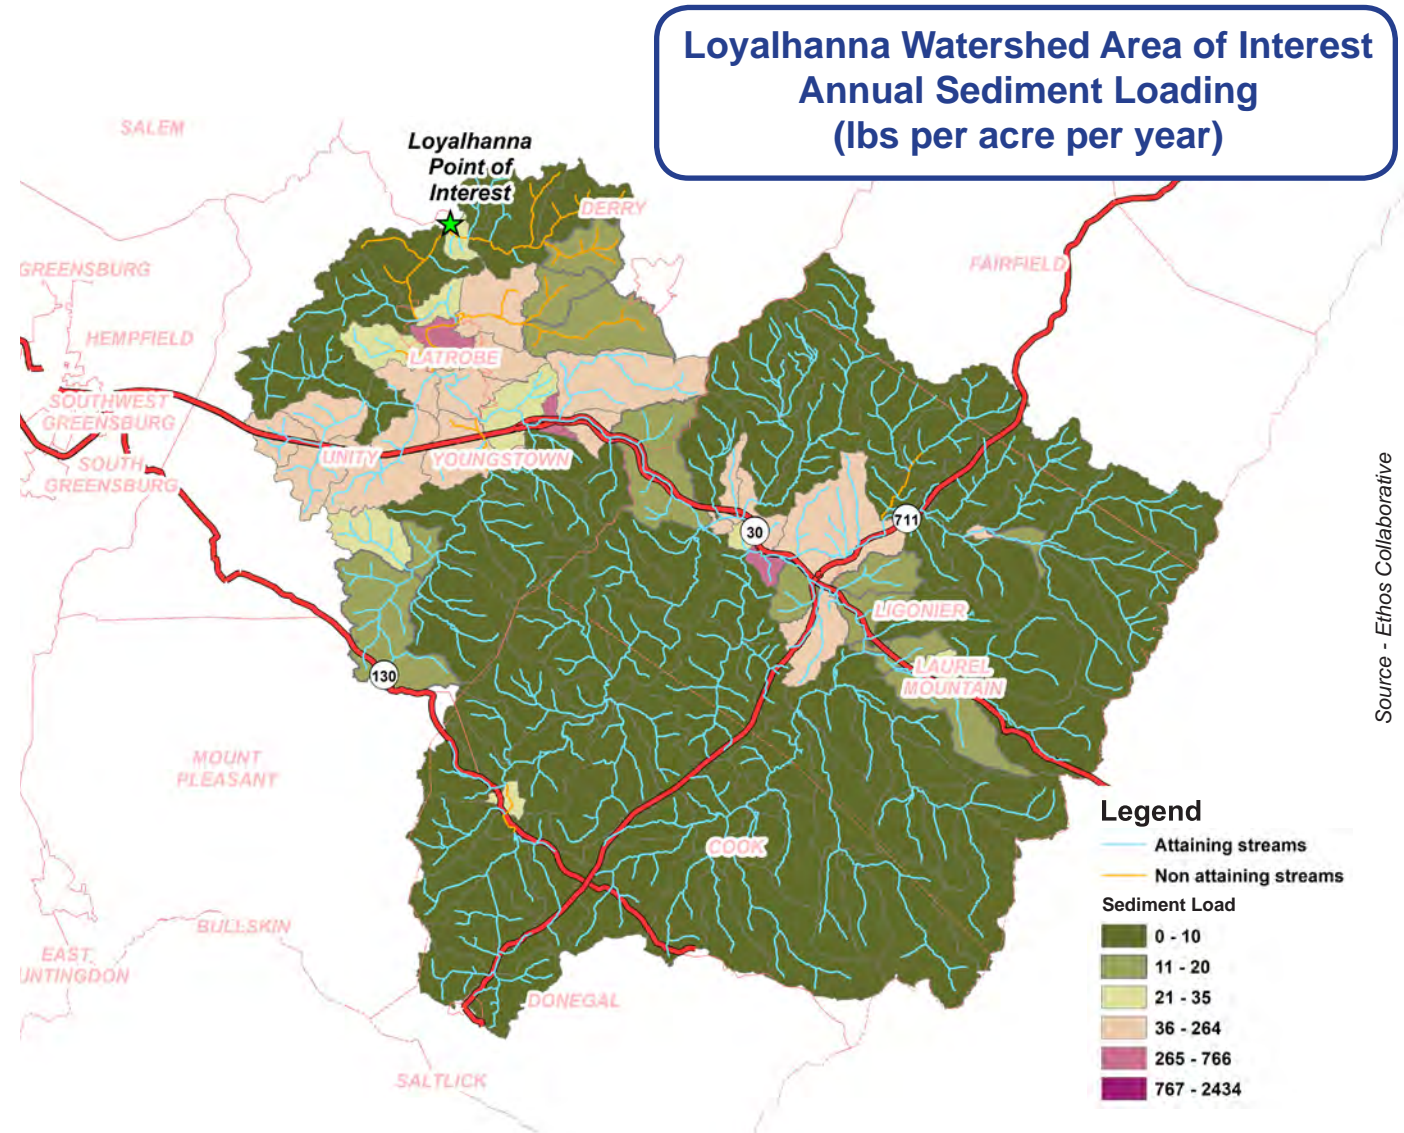 Loyalhanna Watershed Area of Interest
Annual Sediment Loading
(lbs per acre per year)
SALEM
Loyalhanna
Point of
Interest
DERRY
GREENSBURG
FAIRFIELD
HEMPFIELD
LATROBE
SOUTHWEST
GREENSBURG
UNITY
YOUNGSTOWN
SOUTH
GREENSBURG
30
711
LIGONIER
LAUREL
MOUNTAIN
130
MOUNT
PLEASANT
COOK
BULLSKIN
EAST
UNTINGDON
DONEGAL
SALTLICK
Source - Ethos Collaborative
Legend
Attaining streams
Non attaining streams
Sediment Load
0 - 10
11 - 20
21 - 35
36 - 264
265 - 766
767 - 2434